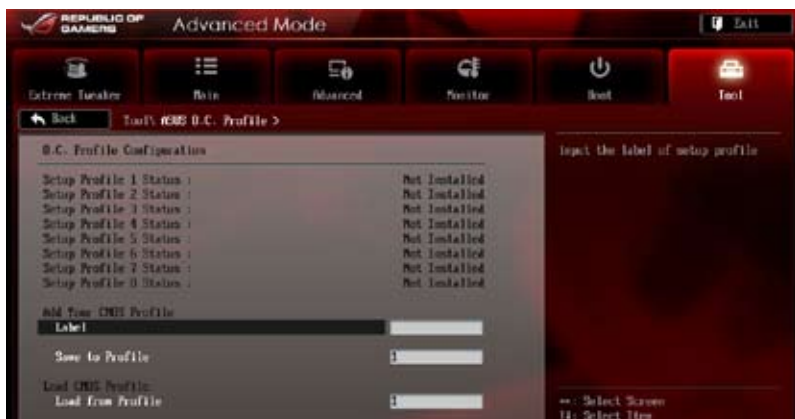 REPUBLIC OF
GAMERS
Advanced Mode
Exit
Extreme Tweaker
Main
Advanced
Monitor
Boot
Tool
Back
Tool\ ASUS O.C. Profile >
O.C. Profile Configuration
Input the label of setup profile
Setup Profile 1 Status : Not Installed
Setup Profile 2 Status : Not Installed
Setup Profile 3 Status : Not Installed
Setup Profile 4 Status : Not Installed
Setup Profile 5 Status : Not Installed
Setup Profile 6 Status : Not Installed
Setup Profile 7 Status : Not Installed
Setup Profile 8 Status : Not Installed
Add Your CMOS Profile
Label
Save to Profile 1
Load CMOS Profile
Load from Profile 1
: Select Screen
: Select Item